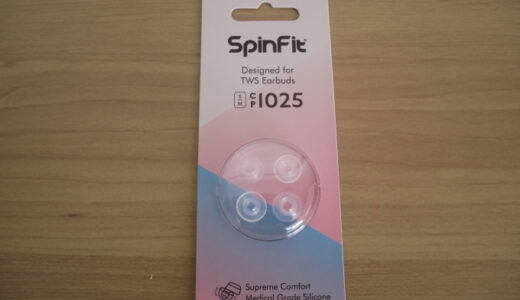 SpinFit
Designed for
TWS Earbuds
CP1025
Supreme Comfort
Medical Grade Silicone